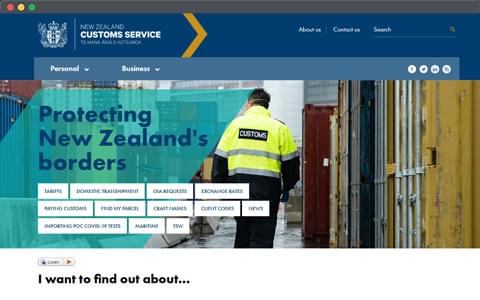 NEW ZEALAND
CUSTOMS SERVICE
TE MANA ĀRAI O AOTEAROA
About us
Contact us
Search
Personal
Business
Protecting
New Zealand's
borders
CUSTOMS
TARIFFS
DOMESTIC TRANSHIPMENT
OIA REQUESTS
EXCHANGE RATES
PAYING CUSTOMS
FIND MY PARCEL
CRAFT NAMES
CLIENT CODES
NEWS
IMPORTING POC COVID-19 TESTS
MARITIME
TSW
Listen
I want to find out about...